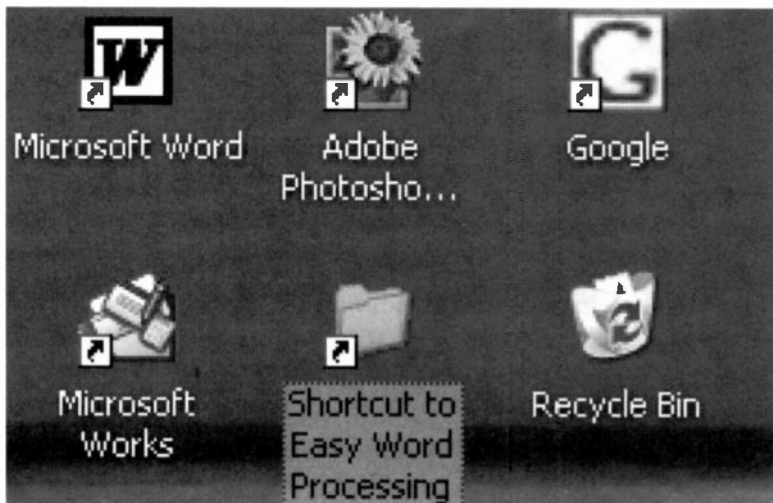 W
G
Microsoft Word
Adobe
Photosho...
Google
Microsoft
Works
Shortcut to
Easy Word
Processing
Recycle Bin